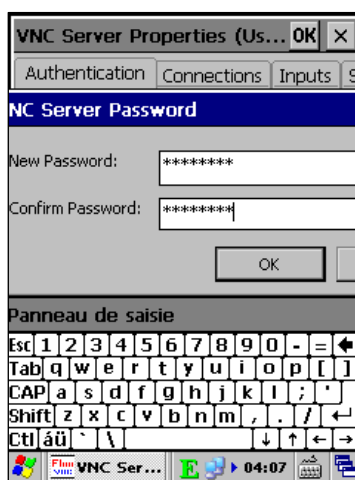 VNC Server Properties (Us... OK ×
Authentication Connections Inputs S
NC Server Password
New Password: ********
Confirm Password: ********
OK
Panneau de saisie
Esc 1 2 3 4 5 6 7 8 9 0 - = 🡄
Tab q w e r t y u i o p [ ]
CAP a s d f g h j k l ; '
Shift z x c v b n m , . / ↵
Ctl áü ` \ ↓ ↑ ← →
VNC Ser... E 04:07